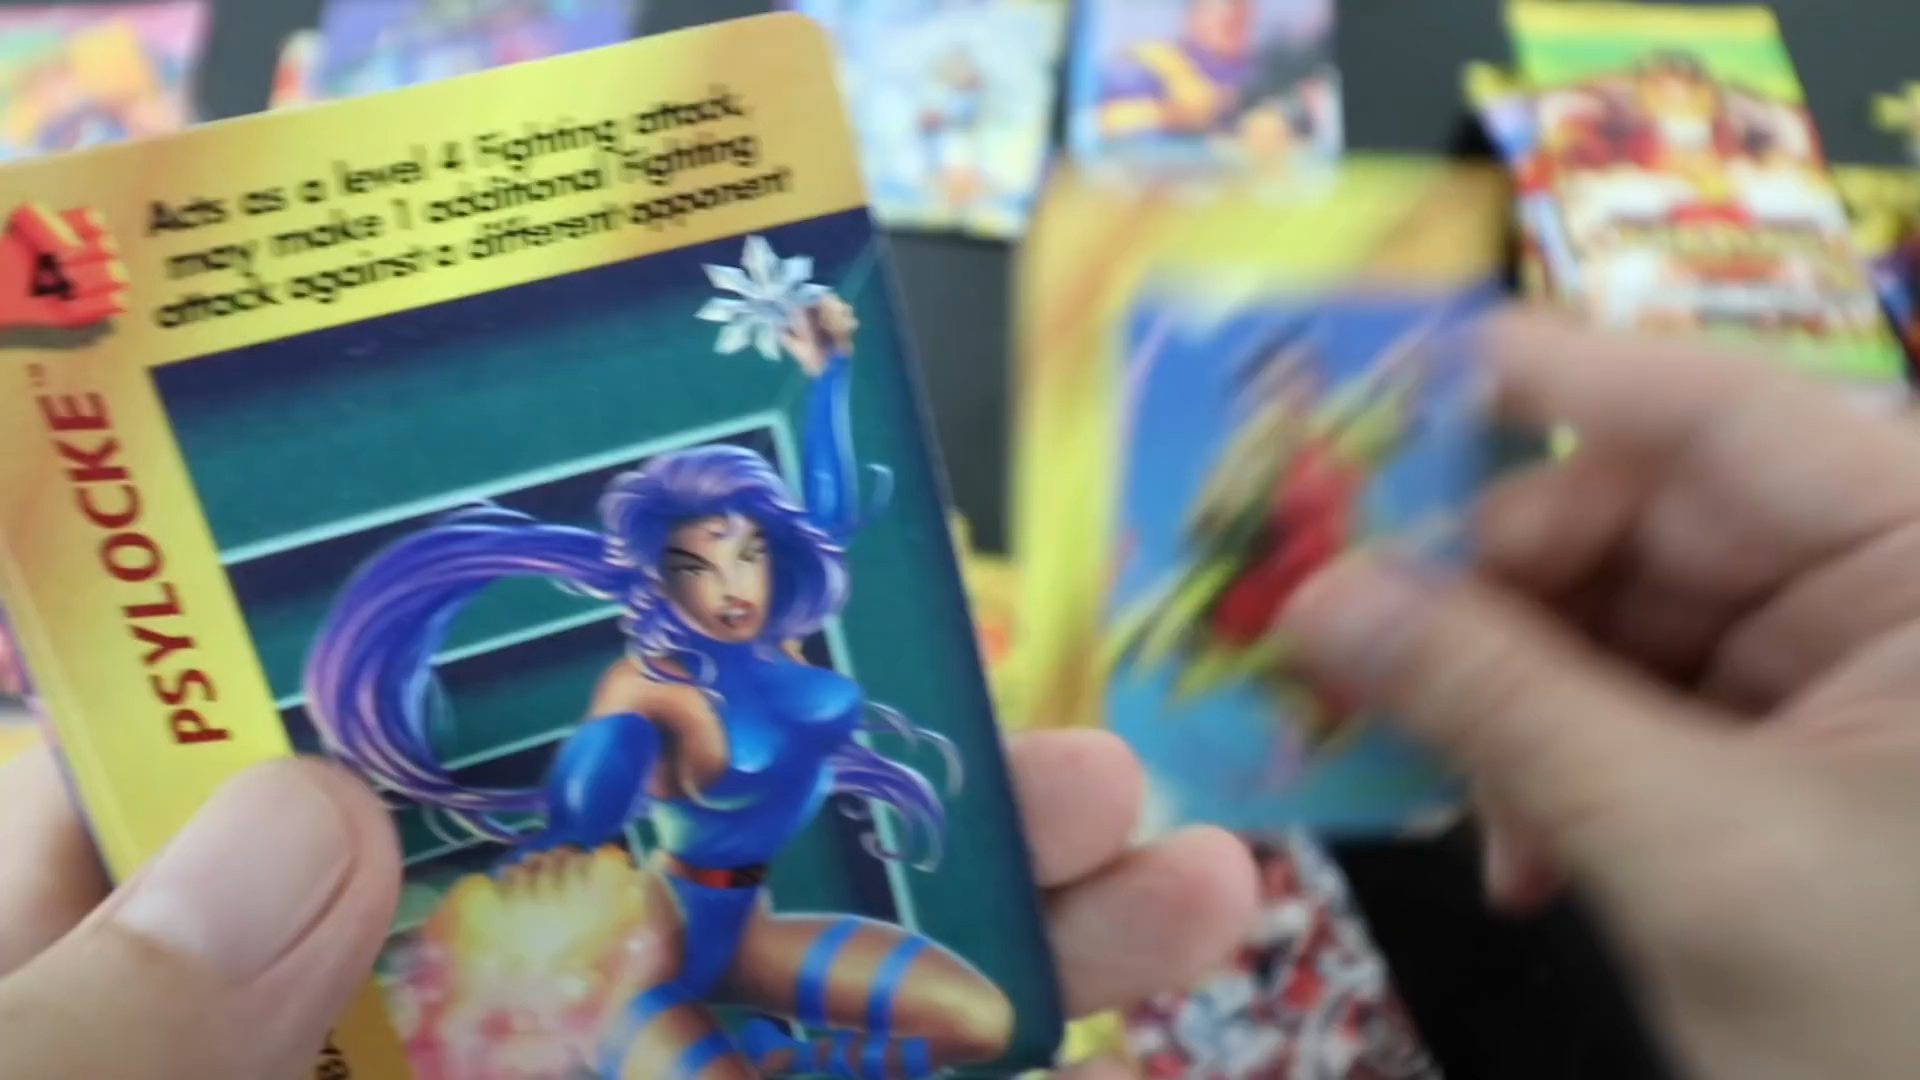 Acts as a level 4 Fighting attack,
may make 1 additional Fighting
attack against a different opponent
4
PSYLOCKE™